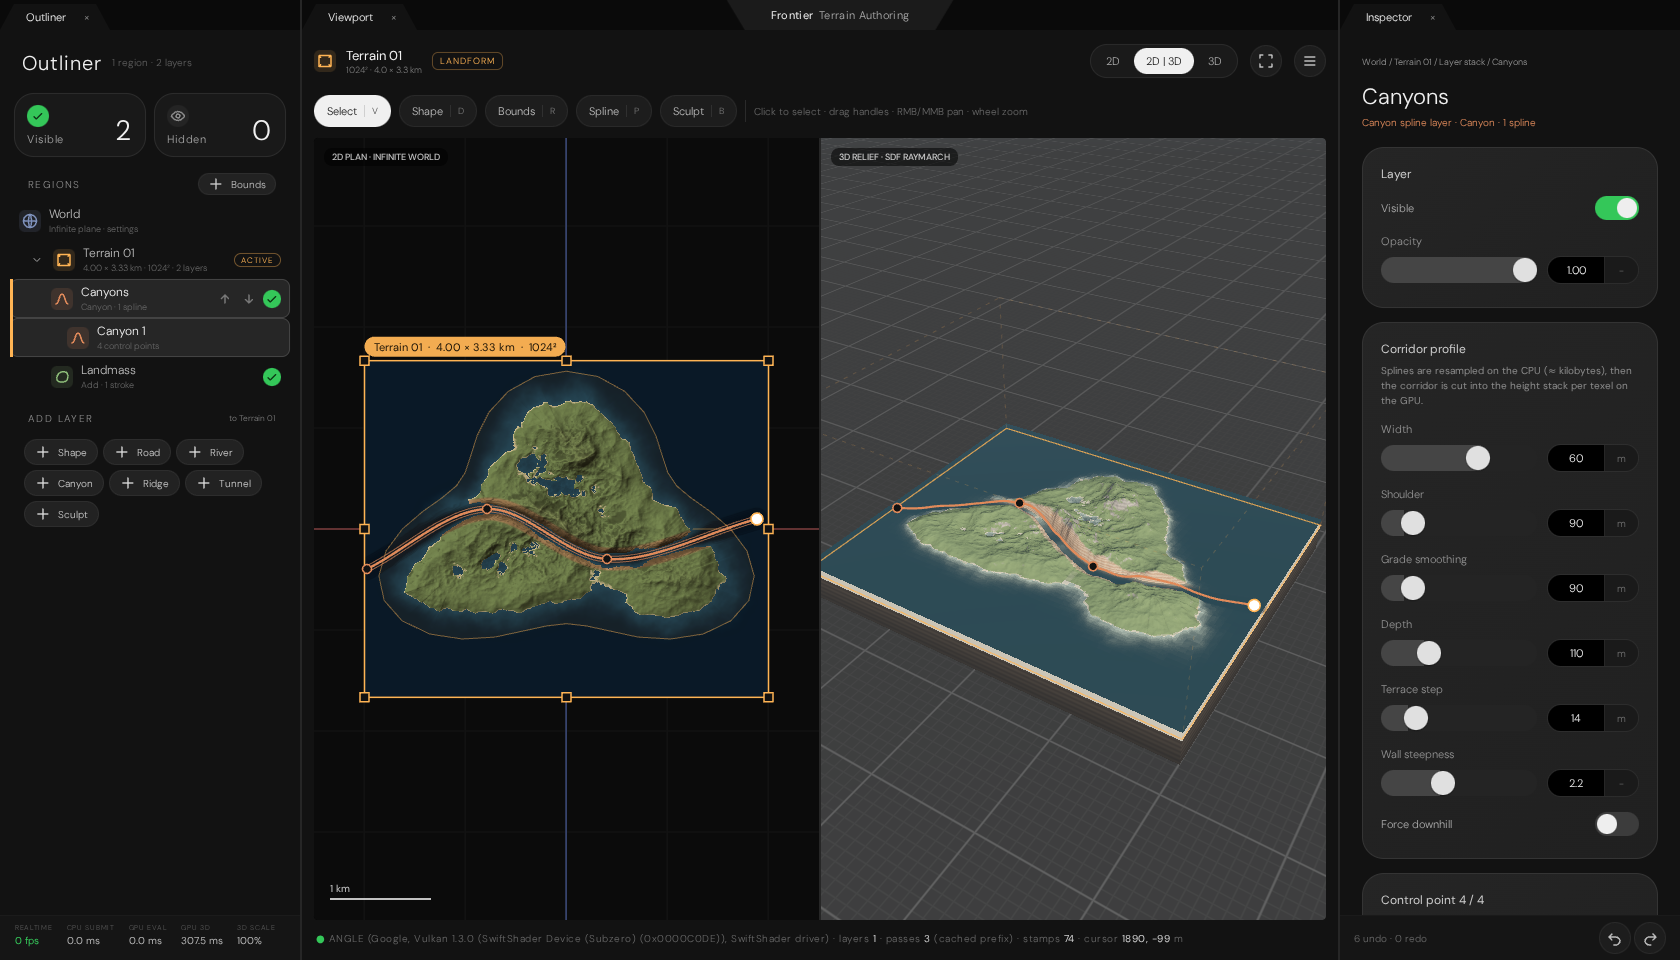 Outliner ×
Viewport ×
Frontier Terrain Authoring
Inspector ×
Outliner 1 region · 2 layers
Visible 2
Hidden 0
REGIONS
Bounds
World
Infinite plane · settings
Terrain 01
4.00 × 3.33 km · 1024² · 2 layers
ACTIVE
Canyons
Canyon · 1 spline
Canyon 1
4 control points
Landmass
Add · 1 stroke
ADD LAYER
to Terrain 01
Shape
Road
River
Canyon
Ridge
Tunnel
Sculpt
REALTIME
0 fps
CPU SUBMIT
0.0 ms
GPU EVAL
0.0 ms
GPU 3D
307.5 ms
3D SCALE
100%
Terrain 01
1024² · 4.0 × 3.3 km
LANDFORM
2D
2D | 3D
3D
Select V
Shape D
Bounds R
Spline P
Sculpt B
Click to select · drag handles · RMB/MMB pan · wheel zoom
2D PLAN · INFINITE WORLD
Terrain 01 · 4.00 × 3.33 km · 1024²
1 km
3D RELIEF · SDF RAYMARCH
ANGLE (Google, Vulkan 1.3.0 (SwiftShader Device (Subzero) (0x0000C0DE)), SwiftShader driver) · layers 1 · passes 3 (cached prefix) · stamps 74 · cursor 1890, -99 m
World / Terrain 01 / Layer stack / Canyons
Canyons
Canyon spline layer · Canyon · 1 spline
Layer
Visible
Opacity
1.00 -
Corridor profile
Splines are resampled on the CPU (≈ kilobytes), then
the corridor is cut into the height stack per texel on
the GPU.
Width
60 m
Shoulder
90 m
Grade smoothing
90 m
Depth
110 m
Terrace step
14 m
Wall steepness
2.2 -
Force downhill
Control point 4 / 4
6 undo · 0 redo